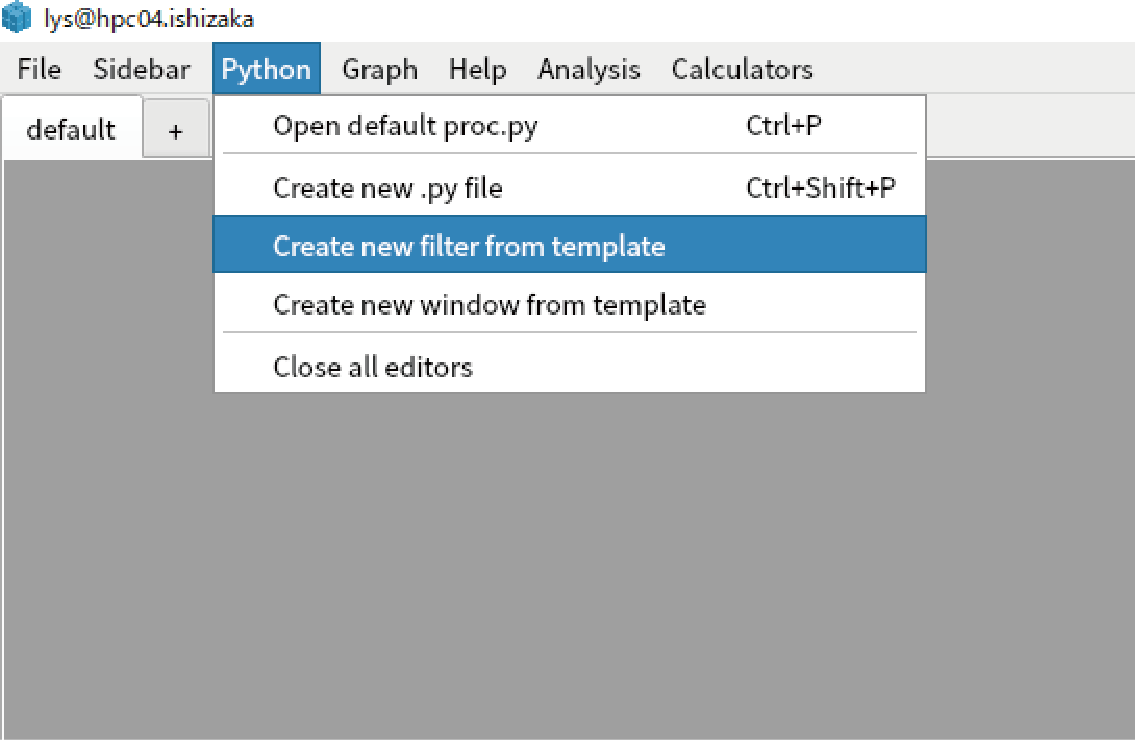 lys@hpc04.ishizaka
File Sidebar Python Graph Help Analysis Calculators
default +
Open default proc.py Ctrl+P
Create new .py file Ctrl+Shift+P
Create new filter from template
Create new window from template
Close all editors